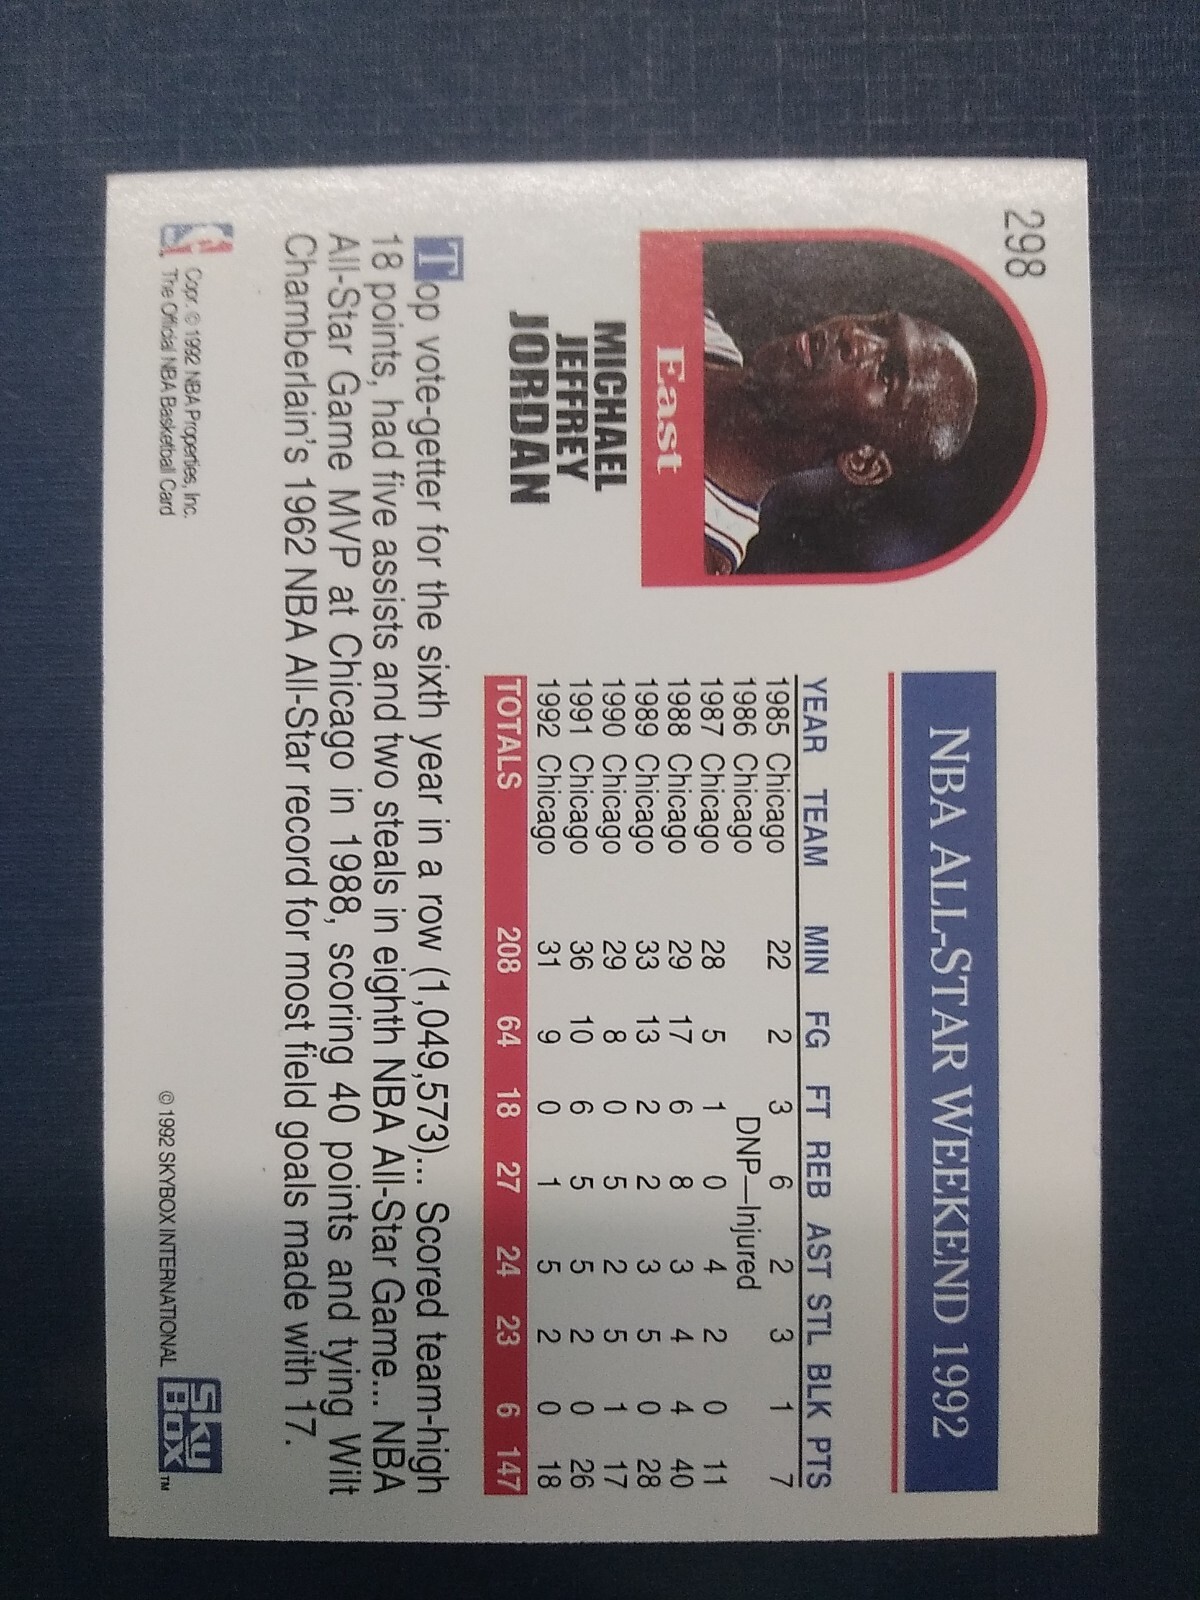 298
NBA ALL-STAR WEEKEND 1992
East
MICHAEL
JEFFREY
JORDAN
YEAR TEAM MIN FG FT REB AST STL BLK PTS
1985 Chicago 22 2 3 6 2 3 1 7
1986 Chicago DNP—Injured
1987 Chicago 28 5 1 0 4 2 0 11
1988 Chicago 29 17 6 8 3 4 4 40
1989 Chicago 33 13 2 2 3 5 0 28
1990 Chicago 29 8 0 5 2 5 1 17
1991 Chicago 36 10 6 5 5 2 0 26
1992 Chicago 31 9 0 1 5 2 0 18
TOTALS 208 64 18 27 24 23 6 147
Top vote-getter for the sixth year in a row (1,049,573)... Scored team-high
18 points, had five assists and two steals in eighth NBA All-Star Game... NBA
All-Star Game MVP at Chicago in 1988, scoring 40 points and tying Wilt
Chamberlain's 1962 NBA All-Star record for most field goals made with 17.
Copr. © 1992 NBA Properties, Inc.
The Official NBA Basketball Card
© 1992 SKYBOX INTERNATIONAL
SKY
BOX™